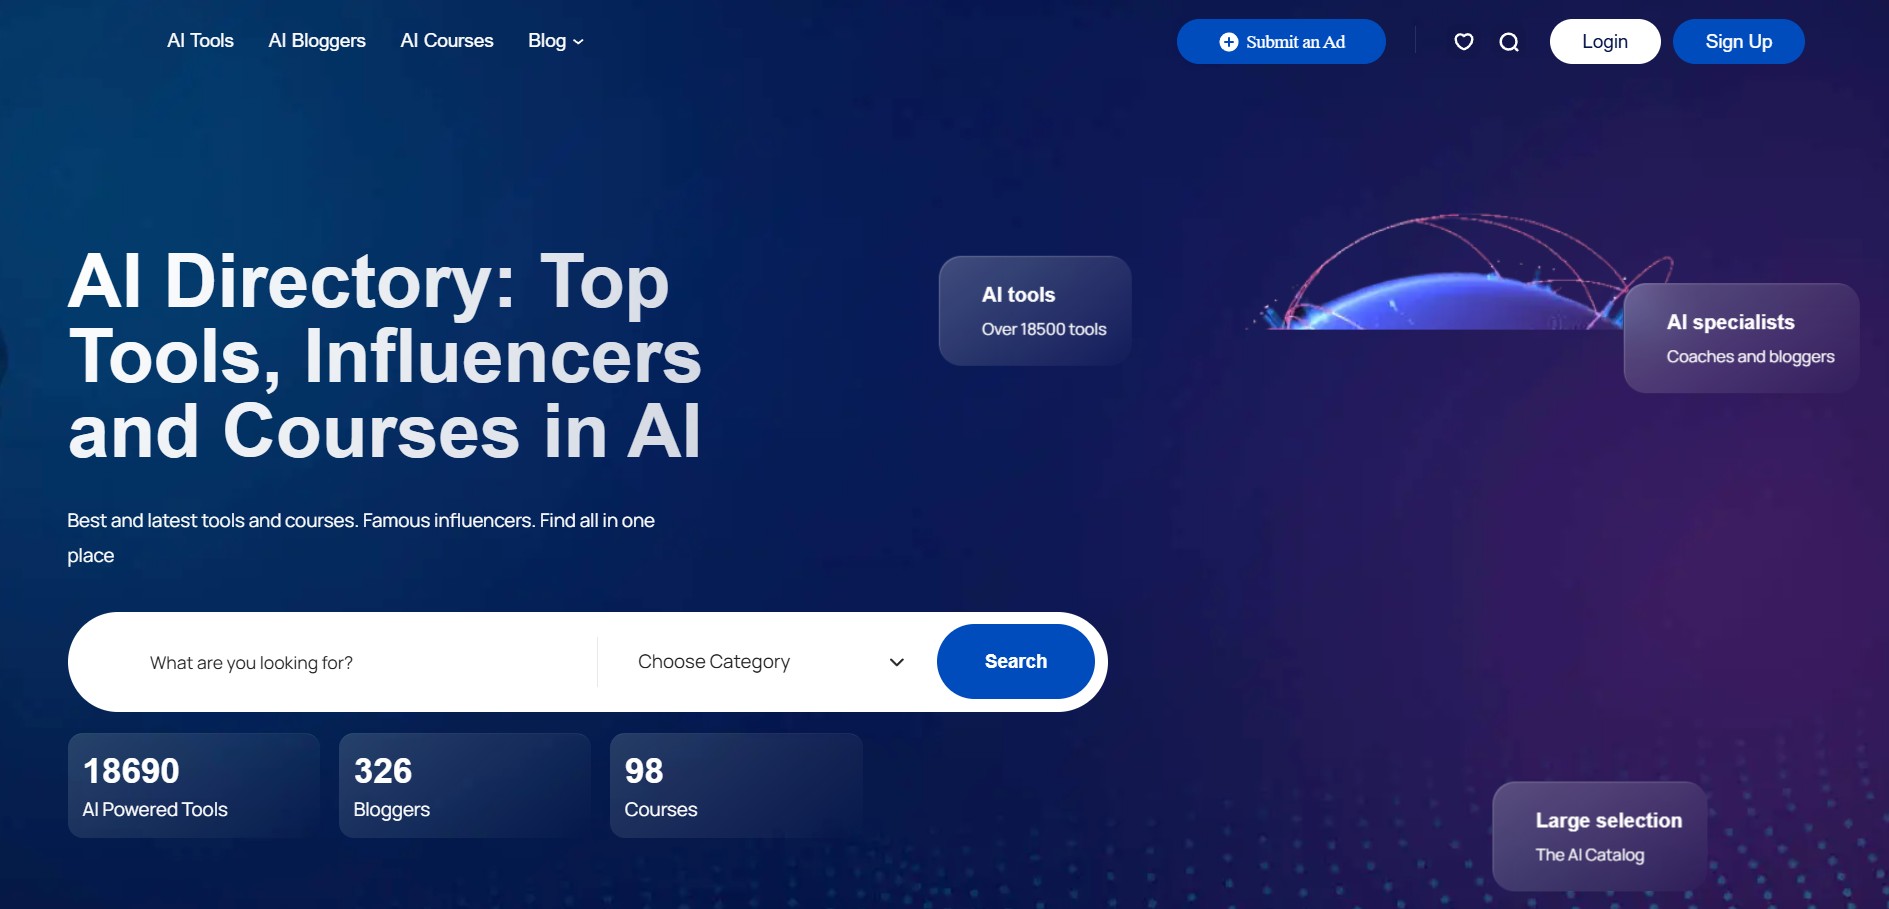 AI Tools AI Bloggers AI Courses Blog Submit an Ad Login Sign Up
AI Directory: Top
Tools, Influencers
and Courses in AI
Best and latest tools and courses. Famous influencers. Find all in one
place
What are you looking for? Choose Category Search
18690
AI Powered Tools
326
Bloggers
98
Courses
AI tools
Over 18500 tools
AI specialists
Coaches and bloggers
Large selection
The AI Catalog